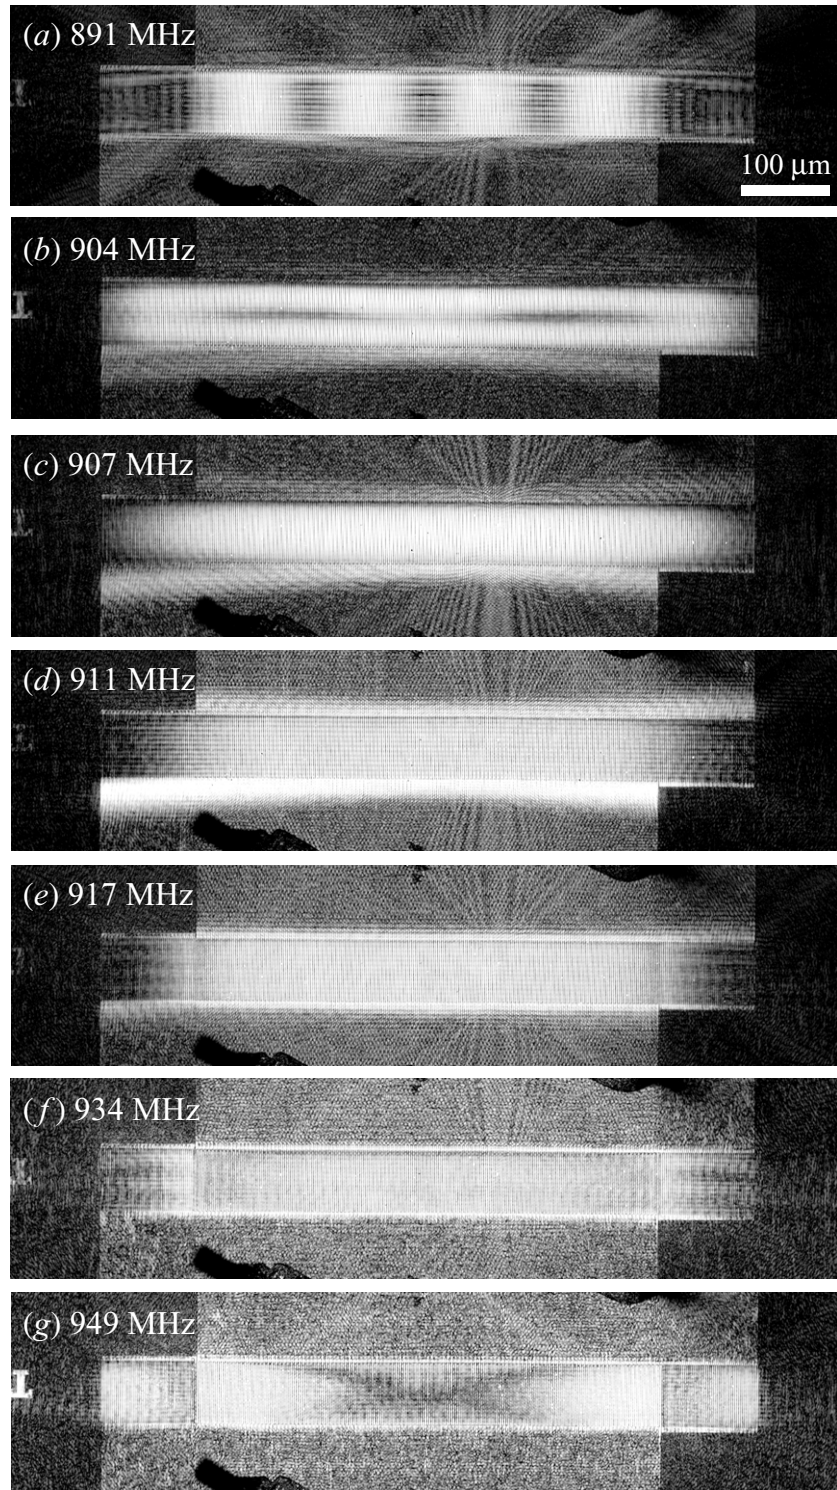 (a) 891 MHz
100 μm
(b) 904 MHz
(c) 907 MHz
(d) 911 MHz
(e) 917 MHz
(f) 934 MHz
(g) 949 MHz